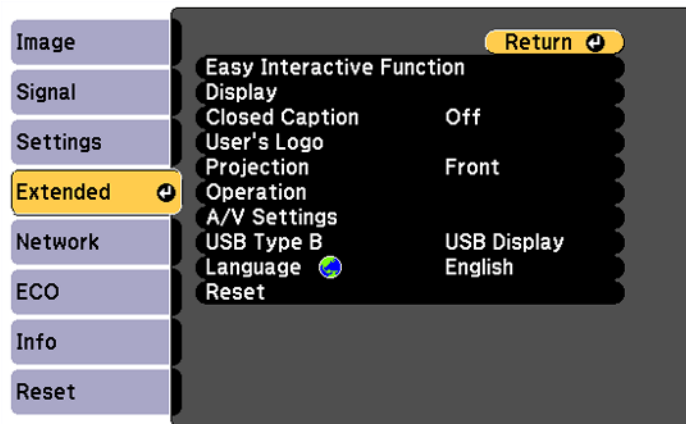 Image
Signal
Settings
Extended
Network
ECO
Info
Reset
Return
Easy Interactive Function
Display
Closed Caption Off
User's Logo
Projection Front
Operation
A/V Settings
USB Type B USB Display
Language English
Reset